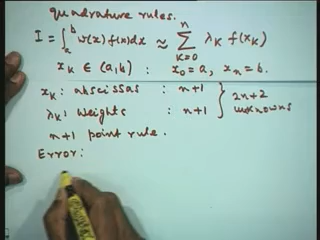 quadrature rules.
I = ∫_a^b w(x) f(x) dx ≈ ∑_{k=0}^{n} λ_k f(x_k)
x_k ∈ (a,b) : x_0 = a, x_n = b.
x_k : abscissas : n+1 } 2n+2
λ_k : weights : n+1 } unknowns
n+1 point rule.
Error: